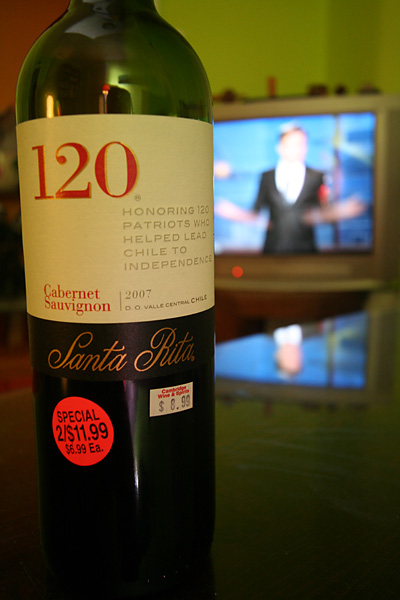 120
®
HONORING 120
PATRIOTS WHO
HELPED LEAD
CHILE TO
INDEPENDENCE
Cabernet
Sauvignon
2007
D.O. VALLE CENTRAL CHILE
Santa Rita®
SPECIAL
2/$11.99
$6.99 Ea.
Cambridge
Wine & Spirits
$ 6.99